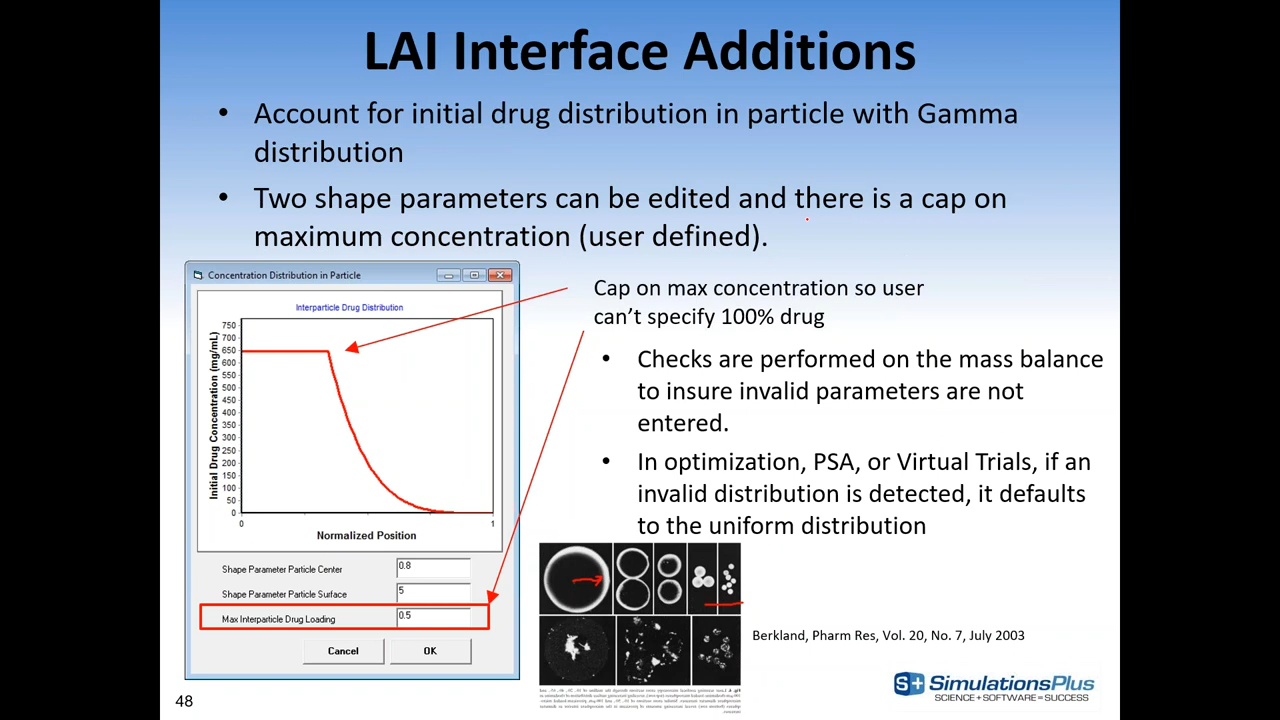 LAI Interface Additions
• Account for initial drug distribution in particle with Gamma
distribution
• Two shape parameters can be edited and there is a cap on
maximum concentration (user defined).
Concentration Distribution in Particle
Interparticle Drug Distribution
Initial Drug Concentration (mg/mL)
750
700
650
600
550
500
450
400
350
300
250
200
150
100
50
0
0
1
Normalized Position
Shape Parameter Particle Center 0.8
Shape Parameter Particle Surface 5
Max Interparticle Drug Loading 0.5
Cancel OK
Cap on max concentration so user
can’t specify 100% drug
• Checks are performed on the mass balance
to insure invalid parameters are not
entered.
• In optimization, PSA, or Virtual Trials, if an
invalid distribution is detected, it defaults
to the uniform distribution
Berkland, Pharm Res, Vol. 20, No. 7, July 2003
S+ SimulationsPlus
SCIENCE + SOFTWARE = SUCCESS
48